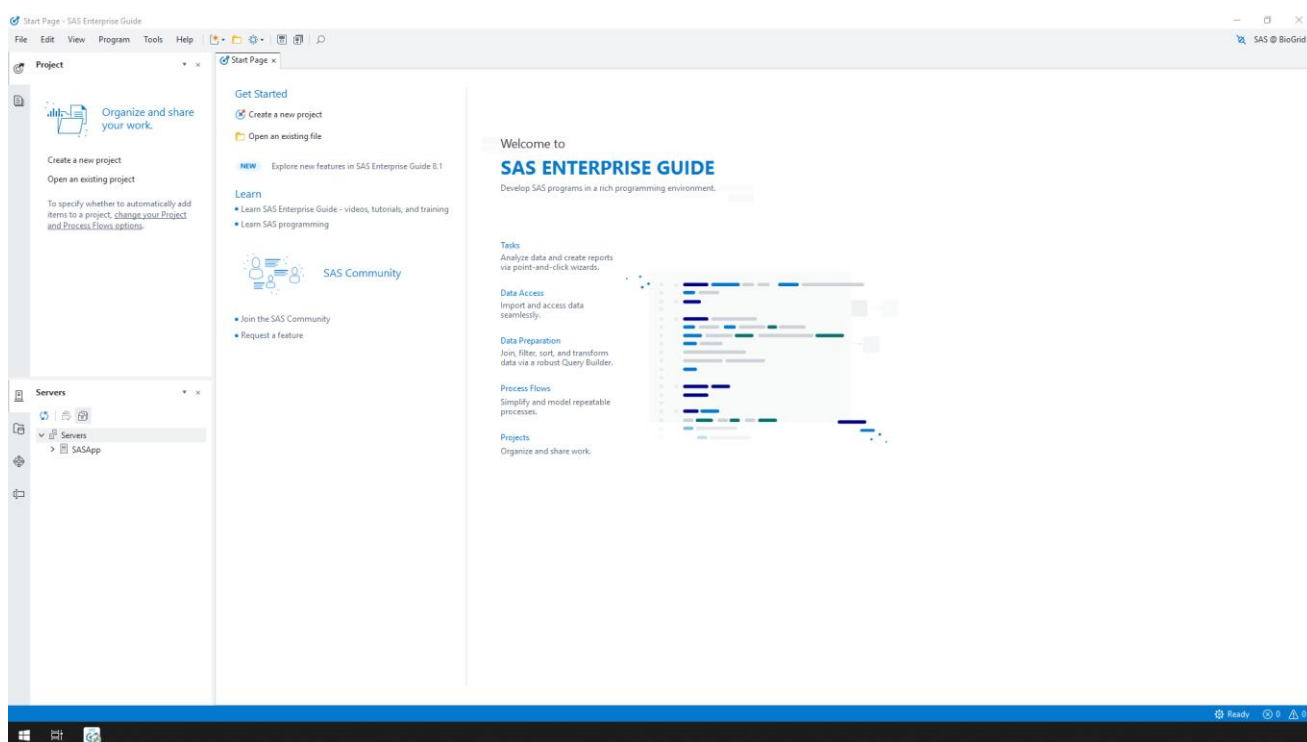 Start Page - SAS Enterprise Guide
File Edit View Program Tools Help
SAS @ BioGrid
Project
Start Page
Organize and share
your work.
Create a new project
Open an existing project
To specify whether to automatically add
items to a project, change your Project
and Process Flows options.
Get Started
Create a new project
Open an existing file
NEW Explore new features in SAS Enterprise Guide 8.1
Learn
Learn SAS Enterprise Guide - videos, tutorials, and training
Learn SAS programming
SAS Community
Join the SAS Community
Request a feature
Welcome to
SAS ENTERPRISE GUIDE
Develop SAS programs in a rich programming environment.
Tasks
Analyze data and create reports
via point-and-click wizards.
Data Access
Import and access data
seamlessly.
Data Preparation
Join, filter, sort, and transform
data via a robust Query Builder.
Process Flows
Simplify and model repeatable
processes.
Projects
Organize and share work.
Servers
Servers
SASApp
Ready 0 0